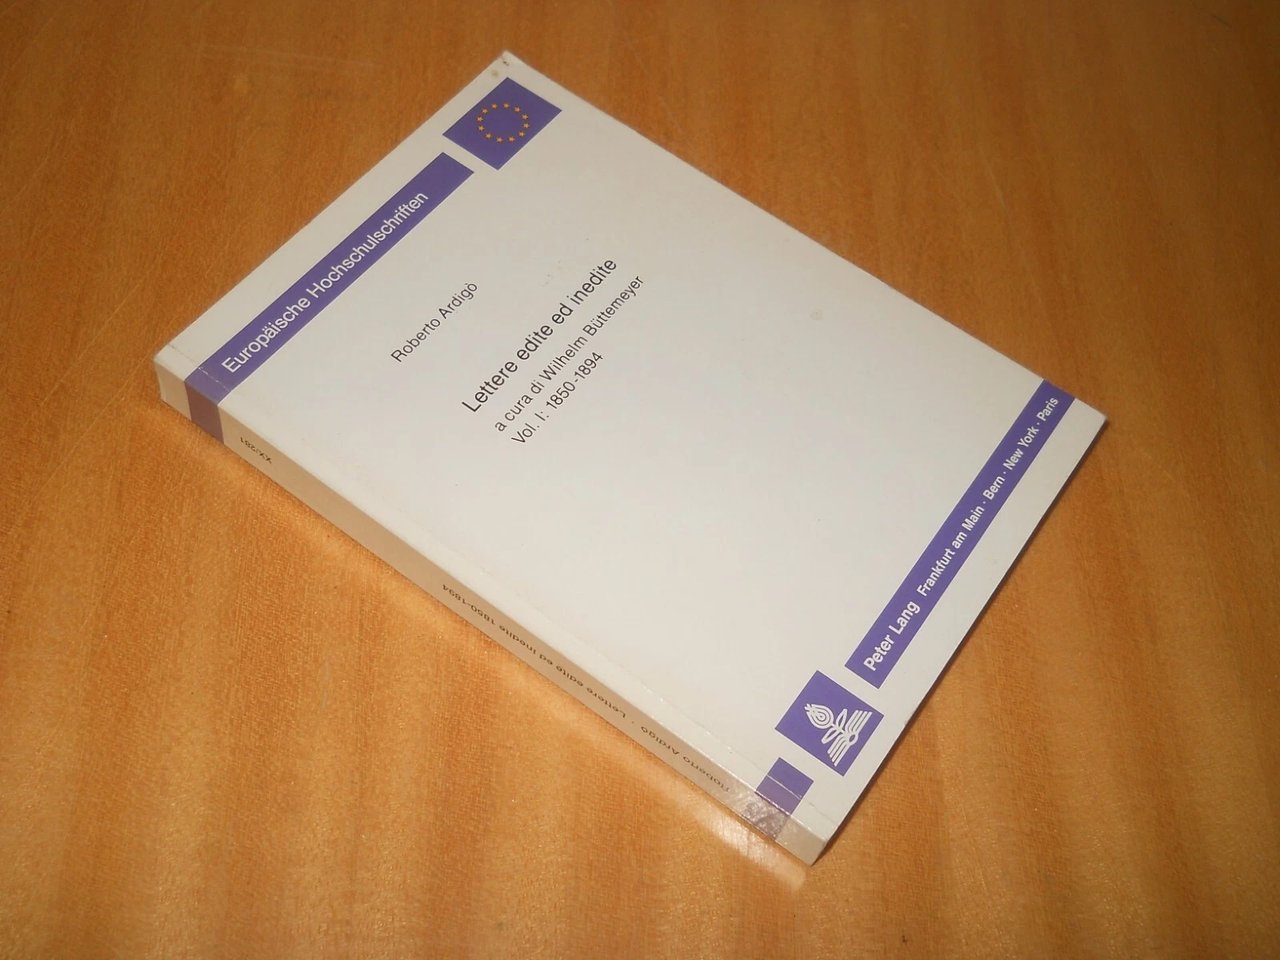 Europäische Hochschulschriften
Roberto Ardigò
Lettere edite ed inedite
a cura di Wilhelm Büttemeyer
Vol. I: 1850-1894
Peter Lang Frankfurt am Main · Bern · New York · Paris
Roberto Ardigò · Lettere edite ed inedite 1850-1894
XX/281